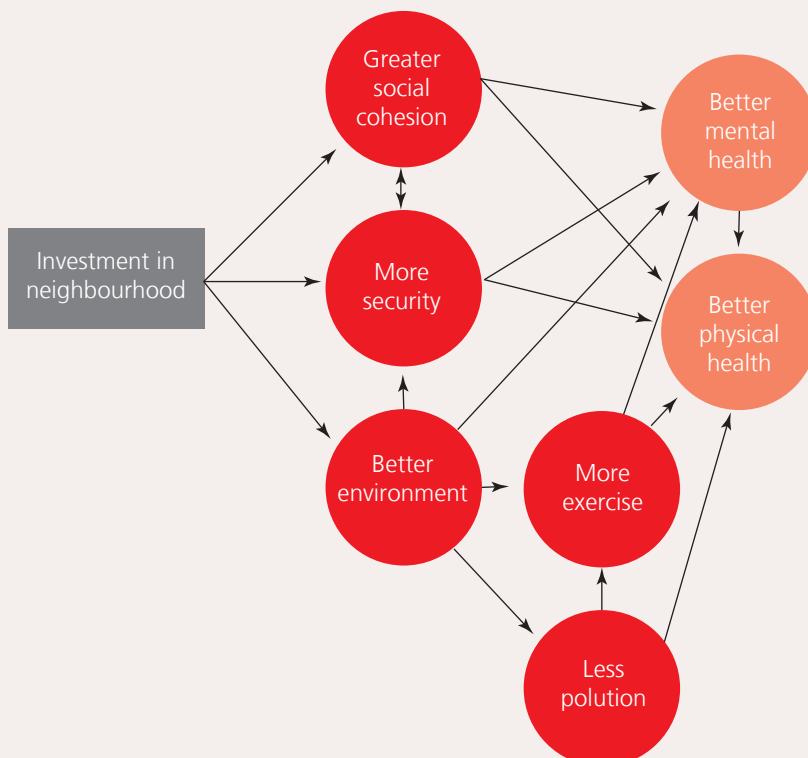 Greater
social
cohesion
Better
mental
health
Investment in
neighbourhood
More
security
Better
physical
health
Better
environment
More
exercise
Less
polution